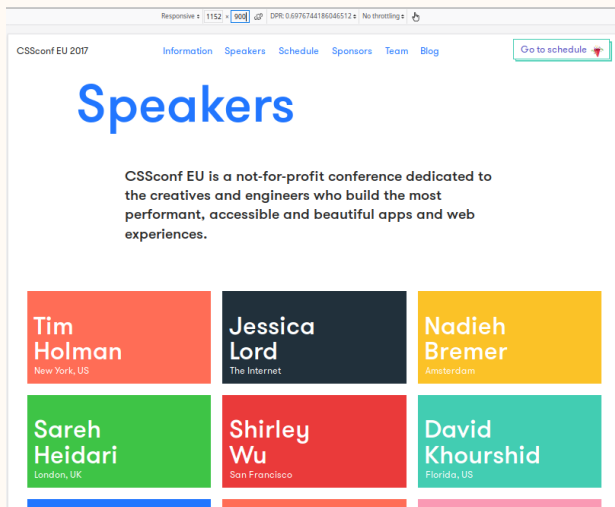 Responsive 1152 × 900 DPR: 0.6976744186046512 No throttling
CSSconf EU 2017 Information Speakers Schedule Sponsors Team Blog Go to schedule
Speakers
CSSconf EU is a not-for-profit conference dedicated to
the creatives and engineers who build the most
performant, accessible and beautiful apps and web
experiences.
Tim
Holman
New York, US
Jessica
Lord
The Internet
Nadieh
Bremer
Amsterdam
Sareh
Heidari
London, UK
Shirley
Wu
San Francisco
David
Khourshid
Florida, US